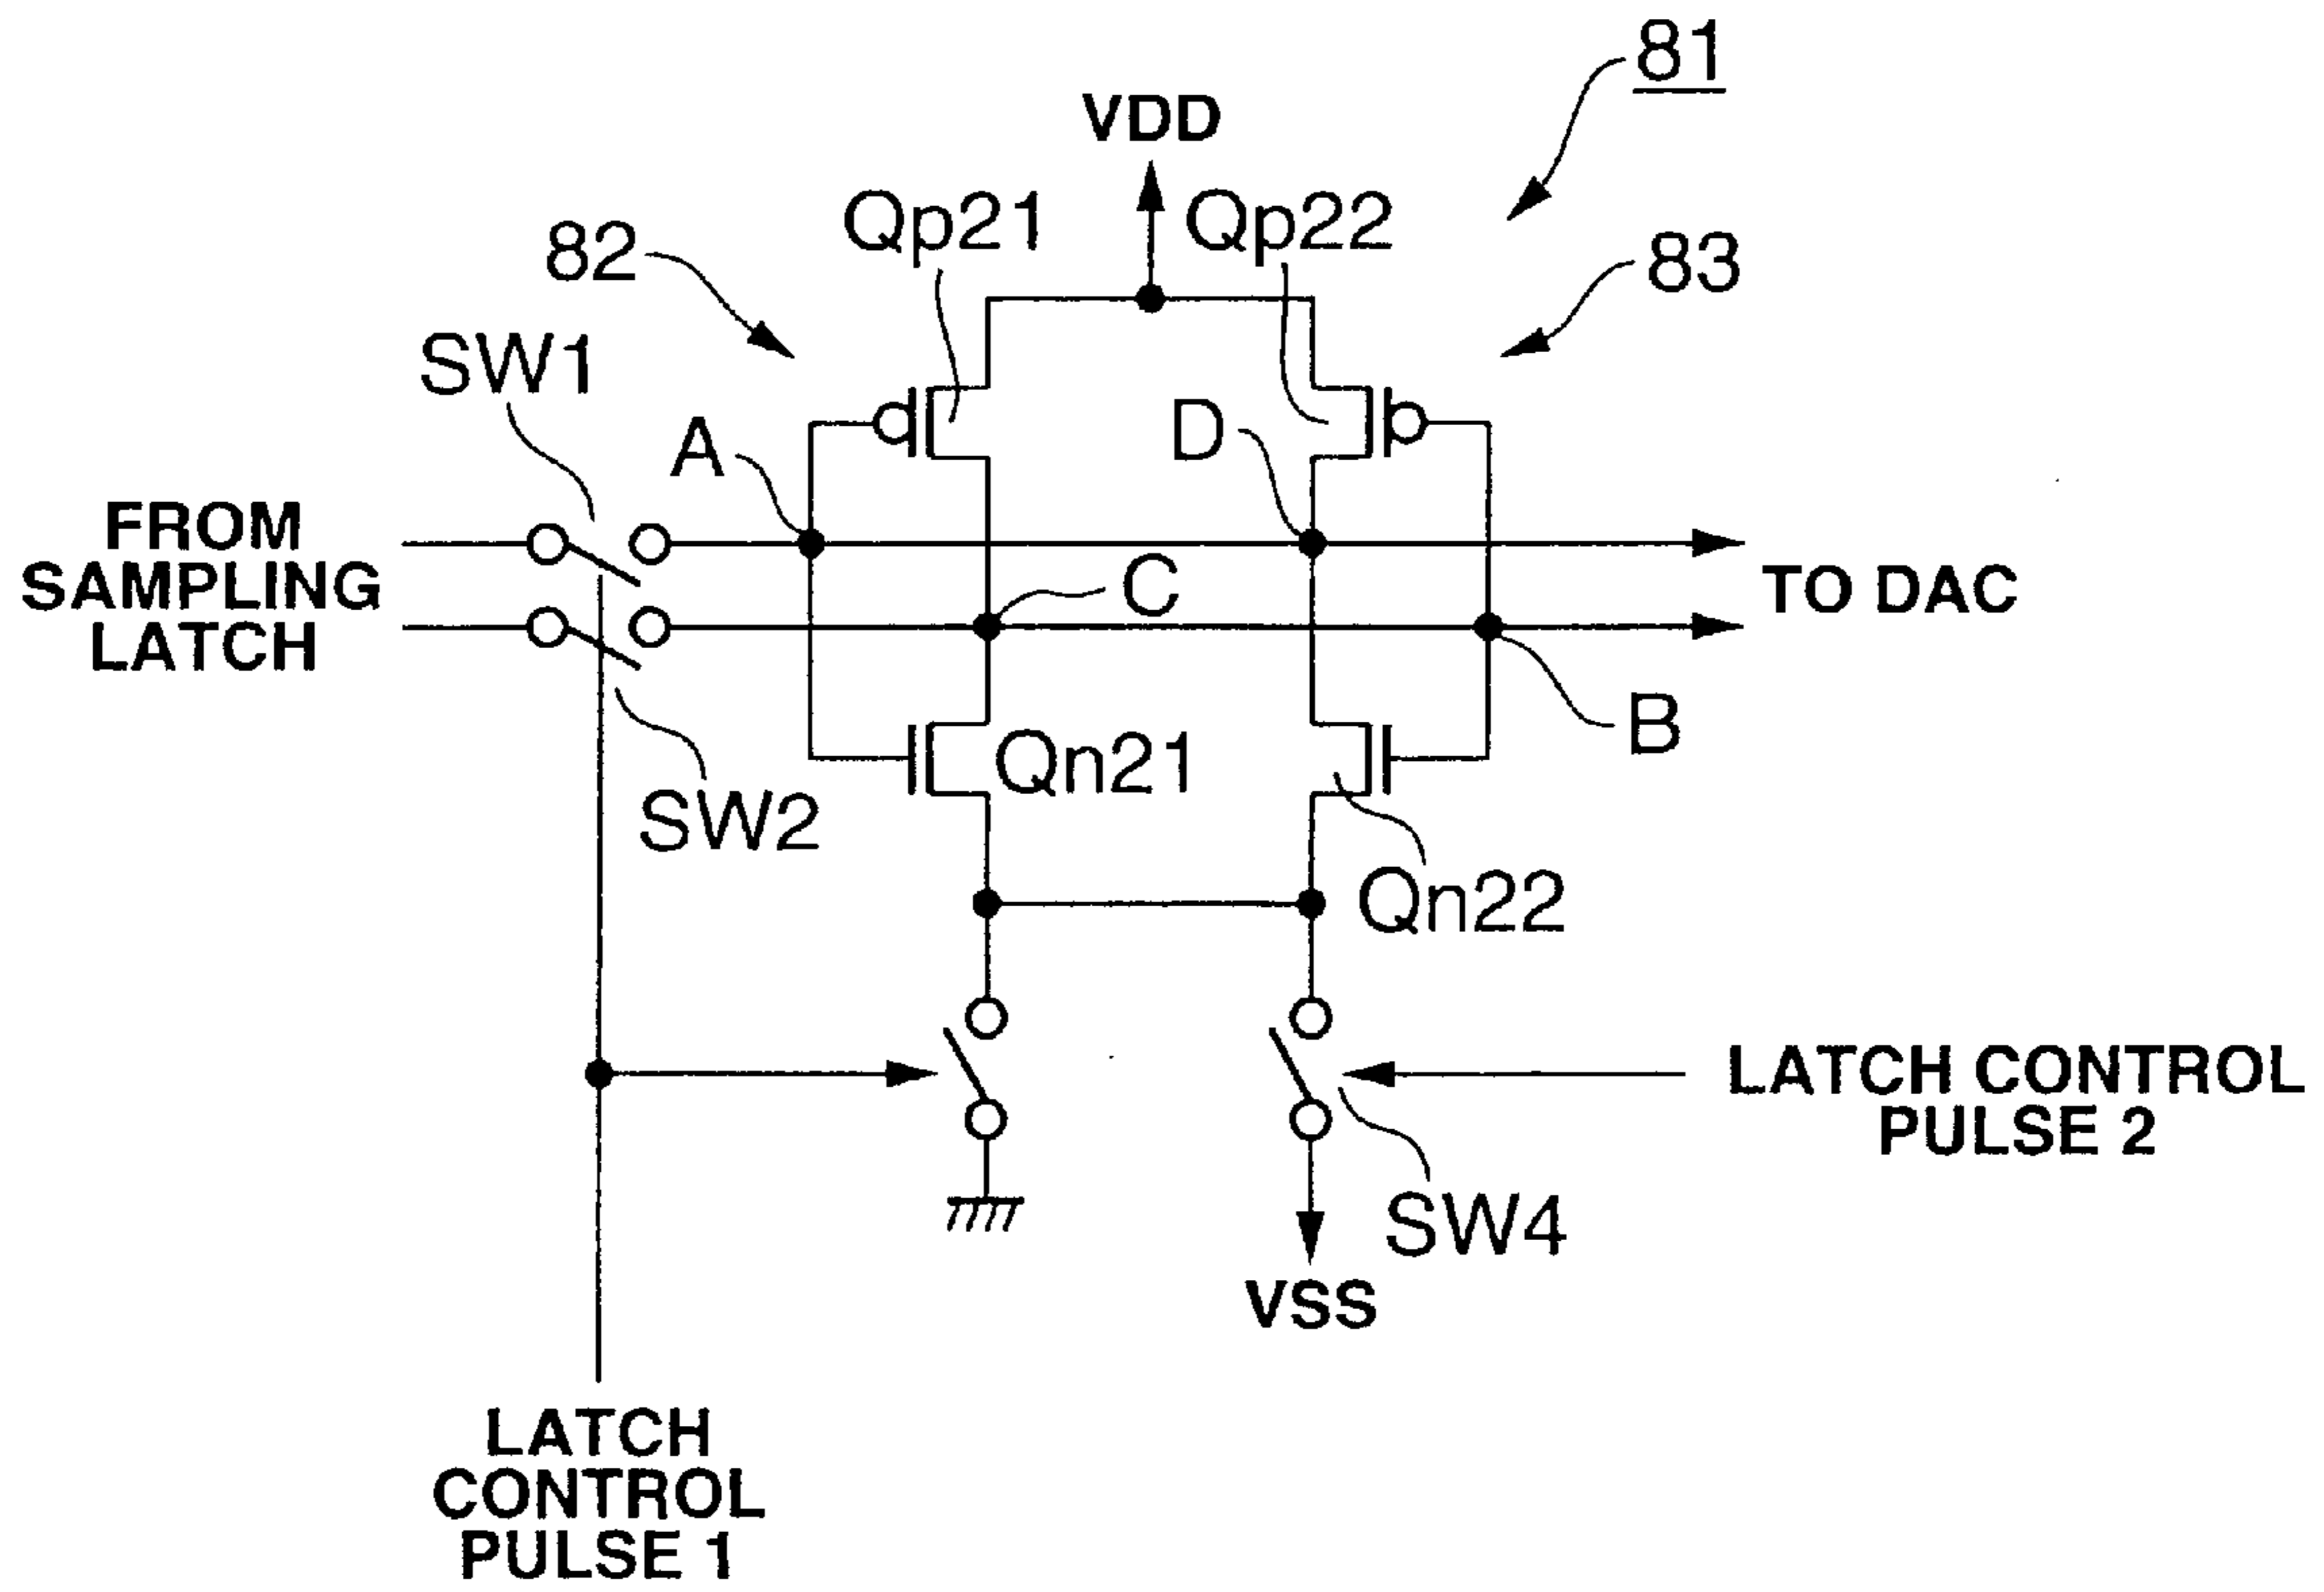 81
VDD
Qp21
Qp22
82
83
SW1
A
D
FROM
SAMPLING
LATCH
C
TO DAC
B
Qn21
SW2
Qn22
LATCH CONTROL
PULSE 2
SW4
VSS
LATCH
CONTROL
PULSE 1